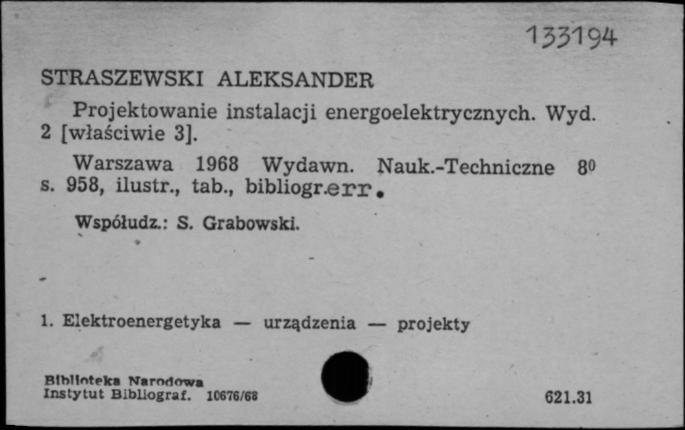 133194
STRASZEWSKI ALEKSANDER
Projektowanie instalacji energoelektrycznych. Wyd.
2 [właściwie 3].
Warszawa 1968 Wydawn. Nauk.-Techniczne 8⁰
s. 958, ilustr., tab., bibliogr.err.
Współudz.: S. Grabowski.
1. Elektroenergetyka — urządzenia — projekty
Biblioteka Narodowa
Instytut Bibliograf. 10676/68
621.31